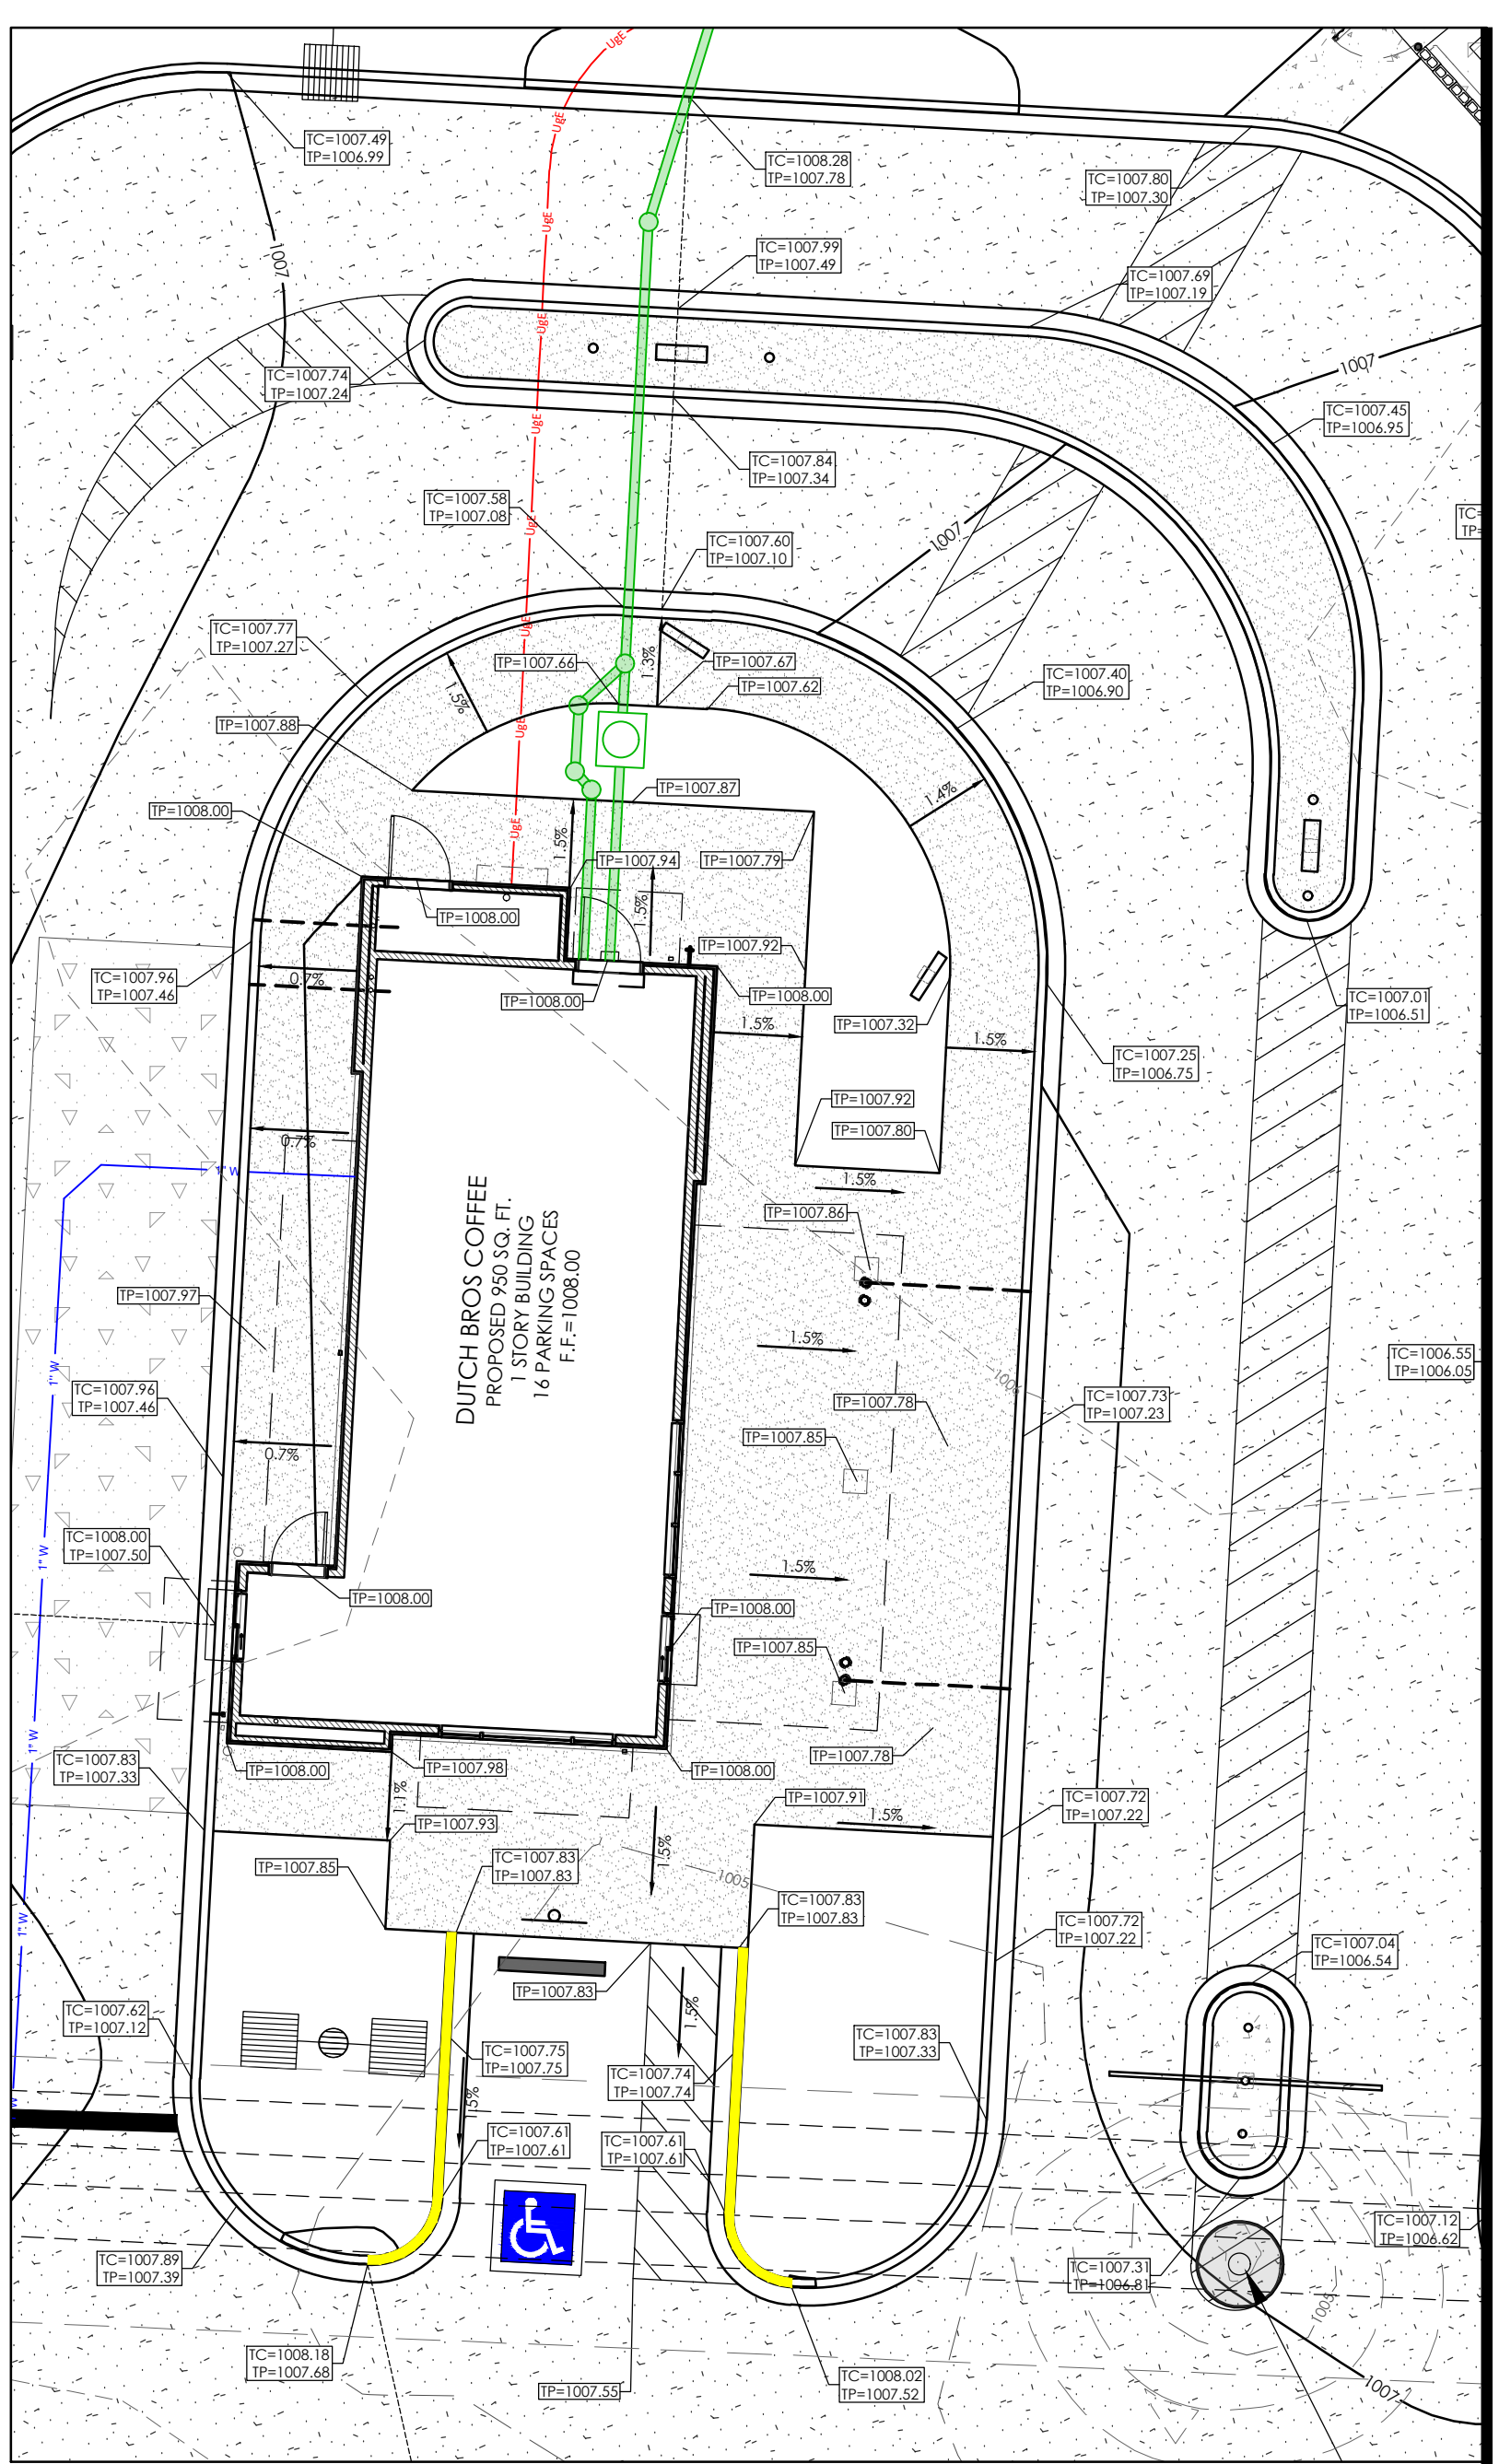 UgE
TC=1007.49
TP=1006.99
UgE
TC=1008.28
TP=1007.78
TC=1007.80
TP=1007.30
UgE
1007
TC=1007.99
TP=1007.49
TC=1007.69
TP=1007.19
UgE
1007
TC=1007.74
TP=1007.24
TC=1007.45
TP=1006.95
UgE
TC=1007.84
TP=1007.34
TC=1007.58
TP=1007.08
UgE
1007
TC=
TP=
TC=1007.60
TP=1007.10
TC=1007.77
TP=1007.27
UgE
TP=1007.66
1.3%
TP=1007.67
TP=1007.62
TC=1007.40
TP=1006.90
1.5%
TP=1007.88
UgE
TP=1007.87
1.4%
TP=1008.00
UgE
1.5%
TP=1007.94
TP=1007.79
TP=1008.00
1.5%
TP=1007.92
TC=1007.96
TP=1007.46
0.7%
TP=1008.00
TP=1008.00
TC=1007.01
TP=1006.51
1.5%
TP=1007.32
1.5%
TC=1007.25
TP=1006.75
TP=1007.92
0.7%
TP=1007.80
1" W
1.5%
TP=1007.86
DUTCH BROS COFFEE
PROPOSED 950 SQ. FT.
1 STORY BUILDING
16 PARKING SPACES
F.F.=1008.00
TP=1007.97
1.5%
1" W
TC=1006.55
TP=1006.05
TC=1007.96
TP=1007.46
TP=1007.78
TC=1007.73
TP=1007.23
TP=1007.85
0.7%
TC=1008.00
TP=1007.50
1" W
1.5%
TP=1008.00
TP=1008.00
TP=1007.85
1" W
TC=1007.83
TP=1007.33
TP=1008.00
TP=1007.98
TP=1008.00
TP=1007.78
1.1%
TP=1007.91
1.5%
TC=1007.72
TP=1007.22
TP=1007.93
1.5%
TP=1007.85
TC=1007.83
TP=1007.83
1005
TC=1007.83
TP=1007.83
1" W
TC=1007.72
TP=1007.22
TC=1007.04
TP=1006.54
TP=1007.83
1.5%
TC=1007.62
TP=1007.12
TC=1007.75
TP=1007.75
TC=1007.83
TP=1007.33
TC=1007.74
TP=1007.74
1.5%
TC=1007.61
TP=1007.61
TC=1007.61
TP=1007.61
TC=1007.12
TP=1006.62
TC=1007.89
TP=1007.39
TC=1007.31
TP=1006.81
1005
TC=1008.18
TP=1007.68
TP=1007.55
TC=1008.02
TP=1007.52
1007